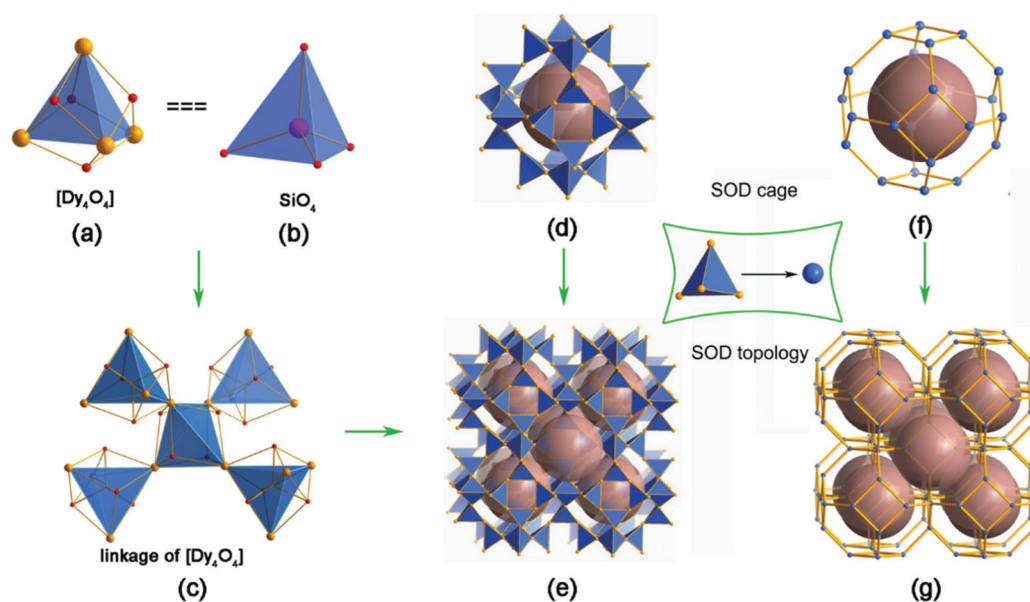 [Dy₄O₄]
(a)
===
SiO₄
(b)
linkage of [Dy₄O₄]
(c)
(d)
SOD cage
(f)
SOD topology
(e)
(g)